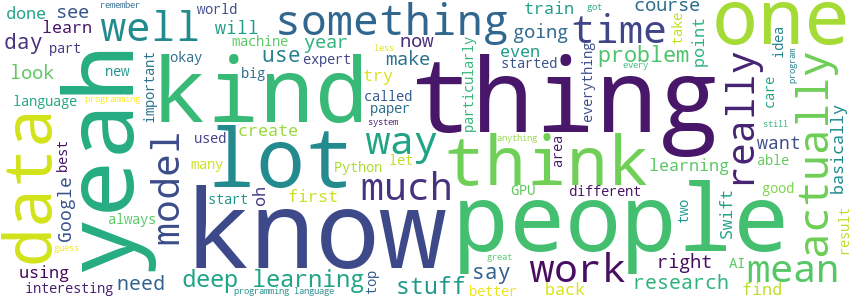 done
see
world
remember
well
something
train
course
got
one
learn
will
less
take
day
part
machine
year
now
going
time
idea
okay
expert
make
even
started
problem
point
look
new
big
use
try
particularly
everything
every
program
language
important
kind
called
paper
thing
care
really
actually
programming
create
system
anything
still
data
yeah
model
used
lot
way
think
area
want
basically
best
many
Python
let
learning
able
Google
start
oh
first
much
GPU
different
good
always
know
people
two
Swift
result
guess
great
work
right
AI
mean
using
need
deep learning
top
stuff
say
research
interesting
programming language
better
back
find